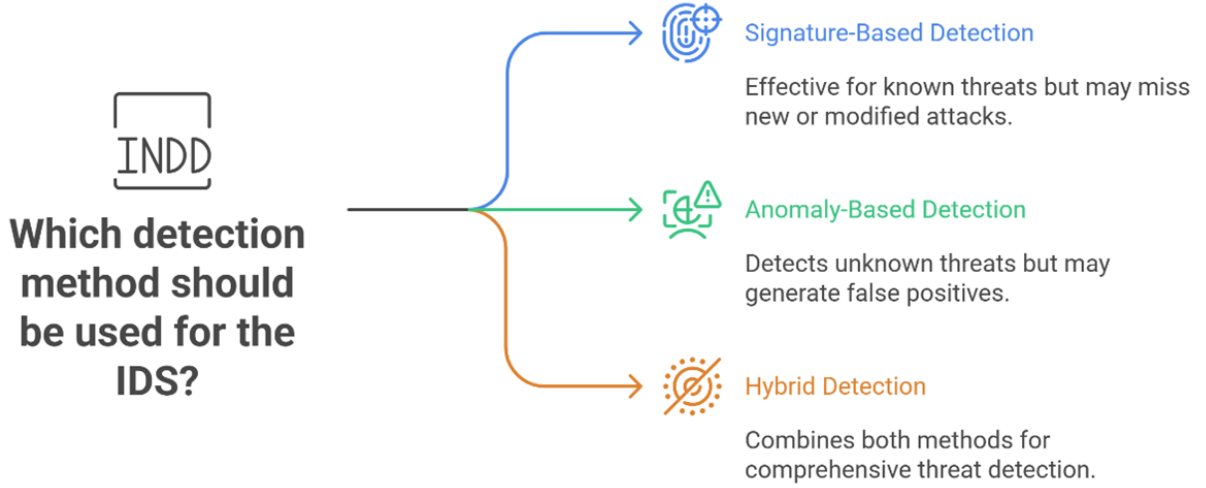 INDD
Which detection
method should
be used for the
IDS?
Signature-Based Detection
Effective for known threats but may miss
new or modified attacks.
Anomaly-Based Detection
Detects unknown threats but may
generate false positives.
Hybrid Detection
Combines both methods for
comprehensive threat detection.